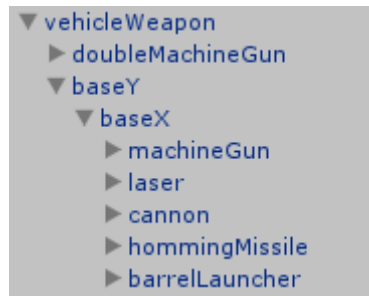 vehicleWeapon
doubleMachineGun
baseY
baseX
machineGun
laser
cannon
hommingMissile
barrelLauncher